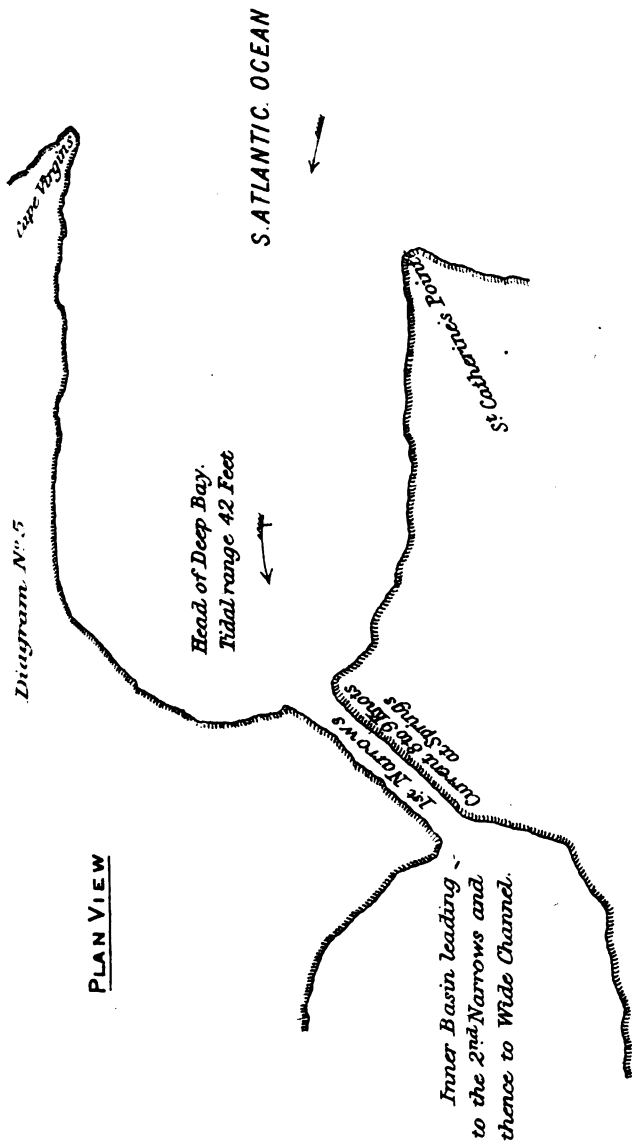 Diagram Nº 5
PLAN VIEW
Cape Virgins
S. ATLANTIC OCEAN
Head of Deep Bay.
Tidal range 42 Feet
St Catherine's Point
1st Narrows
Current 8 to 9 Knots
at Springs
Inner Basin leading
to the 2nd Narrows and
thence to Wide Channel.